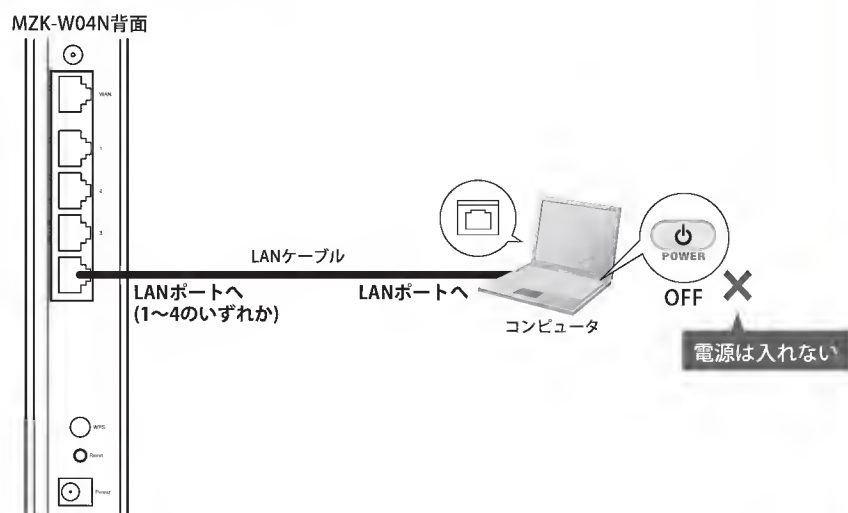 MZK-W04N背面
WAN
1
2
3
LANケーブル
LANポートへ
(1～4のいずれか)
LANポートへ
コンピュータ
POWER
OFF
電源は入れない
WPS
Reset
Power